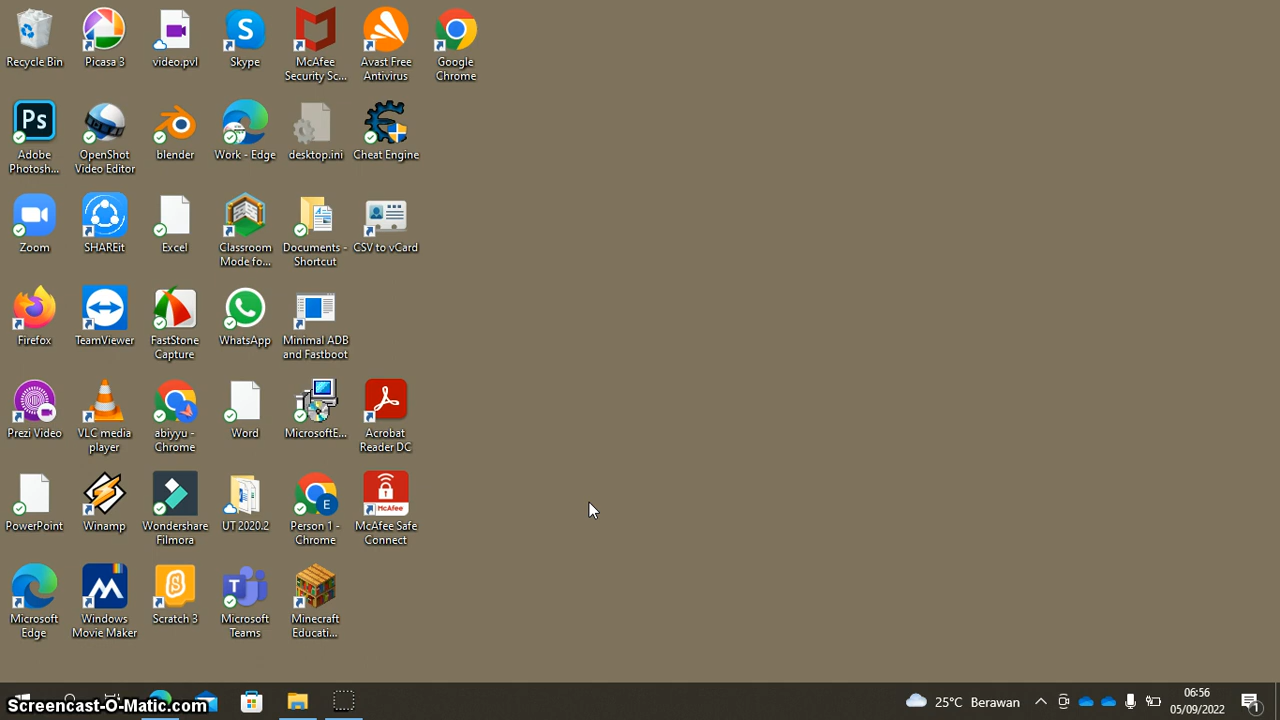 Recycle Bin
Picasa 3
video.pvl
Skype
McAfee
Security Sc...
Avast Free
Antivirus
Google
Chrome
Ps
Adobe
Photosh...
OpenShot
Video Editor
blender
Work - Edge
desktop.ini
Cheat Engine
Zoom
SHAREit
Excel
Classroom
Mode fo...
Documents -
Shortcut
CSV to vCard
Firefox
TeamViewer
FastStone
Capture
WhatsApp
Minimal ADB
and Fastboot
Prezi Video
VLC media
player
abiyyu -
Chrome
Word
MicrosoftE...
Acrobat
Reader DC
PowerPoint
Winamp
Wondershare
Filmora
UT 2020.2
E
Person 1 -
Chrome
McAfee
McAfee Safe
Connect
Microsoft
Edge
Windows
Movie Maker
Scratch 3
T
Microsoft
Teams
Minecraft
Educati...
Screencast-O-Matic.com
25°C Berawan
06:56
05/09/2022
1